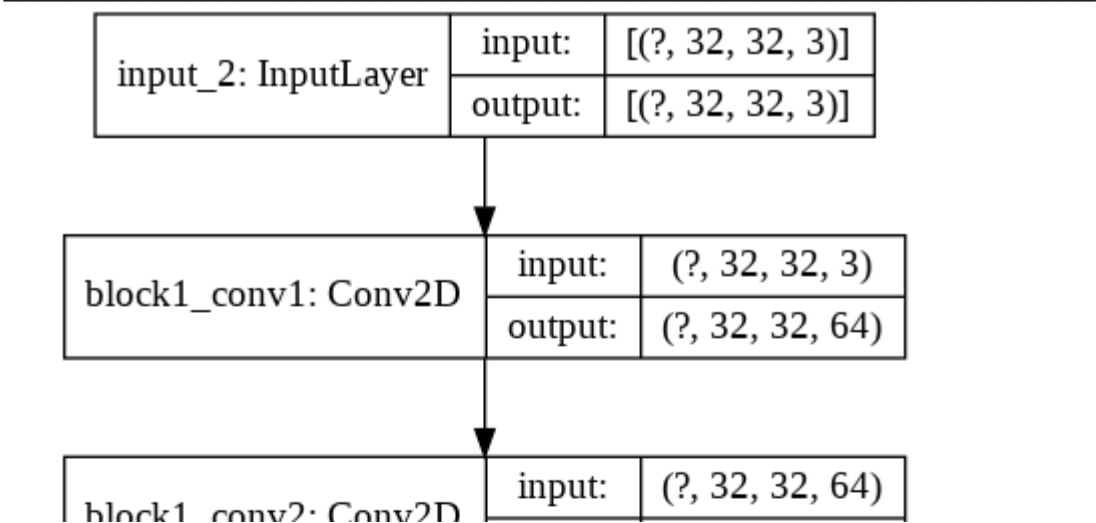 input_2: InputLayer
input: [(?, 32, 32, 3)]
output: [(?, 32, 32, 3)]
block1_conv1: Conv2D
input: (?, 32, 32, 3)
output: (?, 32, 32, 64)
block1_conv2: Conv2D
input: (?, 32, 32, 64)